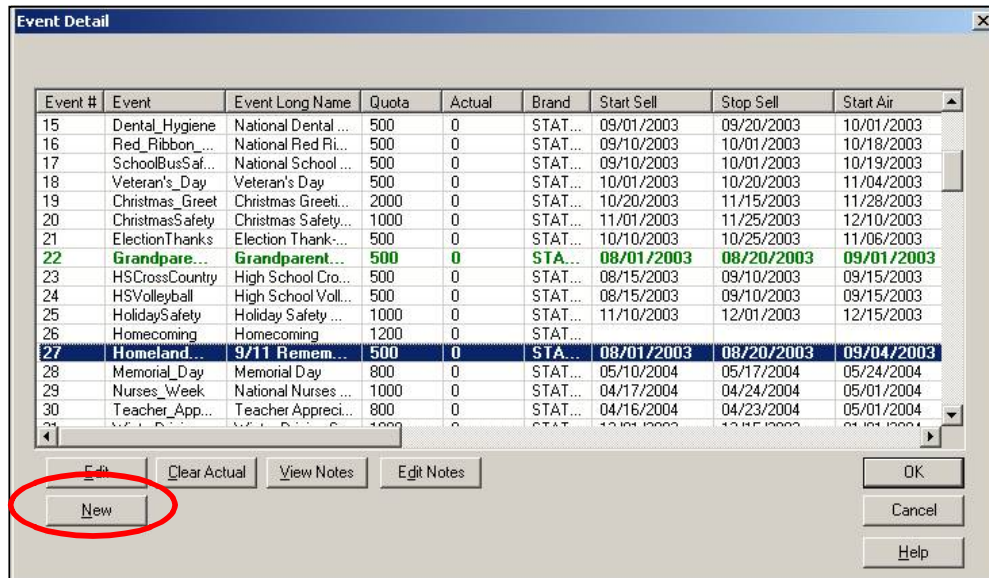 Event Detail
Event # Event Event Long Name Quota Actual Brand Start Sell Stop Sell Start Air
15 Dental_Hygiene National Dental ... 500 0 STAT... 09/01/2003 09/20/2003 10/01/2003
16 Red_Ribbon_... National Red Ri... 500 0 STAT... 09/10/2003 10/01/2003 10/18/2003
17 SchoolBusSaf... National School ... 500 0 STAT... 09/10/2003 10/01/2003 10/19/2003
18 Veteran's_Day Veteran's Day 500 0 STAT... 10/01/2003 10/20/2003 11/04/2003
19 Christmas_Greet Christmas Greeti... 2000 0 STAT... 10/20/2003 11/15/2003 11/28/2003
20 ChristmasSafety Christmas Safety... 1000 0 STAT... 11/01/2003 11/25/2003 12/10/2003
21 ElectionThanks Election Thank-... 500 0 STAT... 10/10/2003 10/25/2003 11/06/2003
22 Grandpare... Grandparent... 500 0 STA... 08/01/2003 08/20/2003 09/01/2003
23 HSCrossCountry High School Cro... 500 0 STAT... 08/15/2003 09/10/2003 09/15/2003
24 HSVolleyball High School Voll... 500 0 STAT... 08/15/2003 09/10/2003 09/15/2003
25 HolidaySafety Holiday Safety ... 1000 0 STAT... 11/10/2003 12/01/2003 12/15/2003
26 Homecoming Homecoming 1200 0 STAT...
27 Homeland... 9/11 Remem... 500 0 STA... 08/01/2003 08/20/2003 09/04/2003
28 Memorial_Day Memorial Day 800 0 STAT... 05/10/2004 05/17/2004 05/24/2004
29 Nurses_Week National Nurses ... 1000 0 STAT... 04/17/2004 04/24/2004 05/01/2004
30 Teacher_App... Teacher Appreci... 800 0 STAT... 04/16/2004 04/23/2004 05/01/2004
Edit Clear Actual View Notes Edit Notes OK
New Cancel
Help